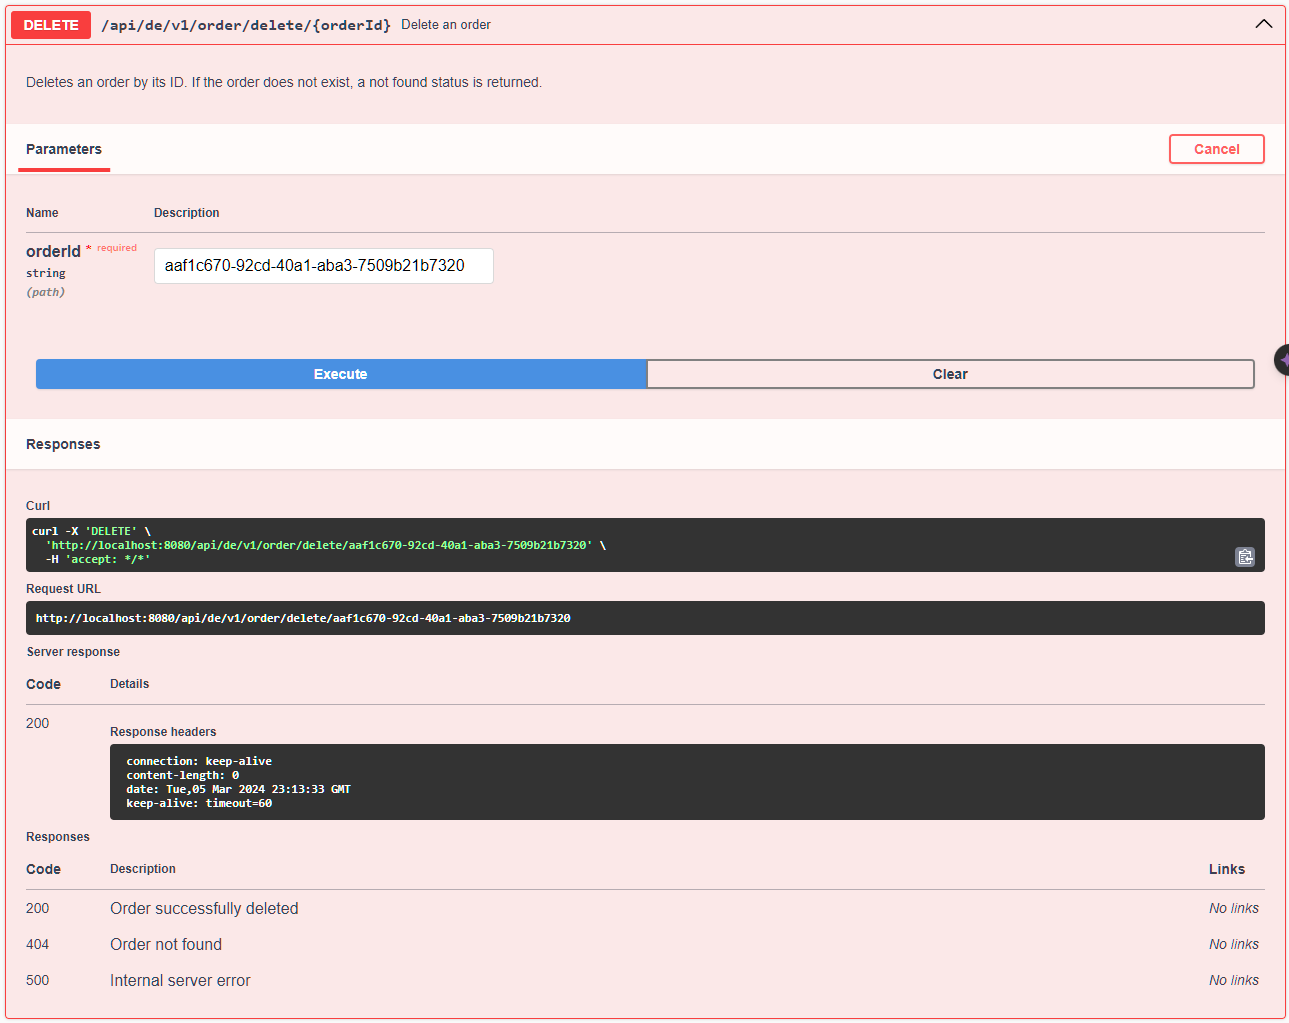 DELETE /api/de/v1/order/delete/{orderId} Delete an order
Deletes an order by its ID. If the order does not exist, a not found status is returned.
Parameters Cancel
Name Description
orderId * required
string
(path)
aaf1c670-92cd-40a1-aba3-7509b21b7320
Execute Clear
Responses
Curl
curl -X 'DELETE' \
'http://localhost:8080/api/de/v1/order/delete/aaf1c670-92cd-40a1-aba3-7509b21b7320' \
-H 'accept: */*'
Request URL
http://localhost:8080/api/de/v1/order/delete/aaf1c670-92cd-40a1-aba3-7509b21b7320
Server response
Code Details
200
Response headers
connection: keep-alive
content-length: 0
date: Tue,05 Mar 2024 23:13:33 GMT
keep-alive: timeout=60
Responses
Code Description Links
200 Order successfully deleted No links
404 Order not found No links
500 Internal server error No links